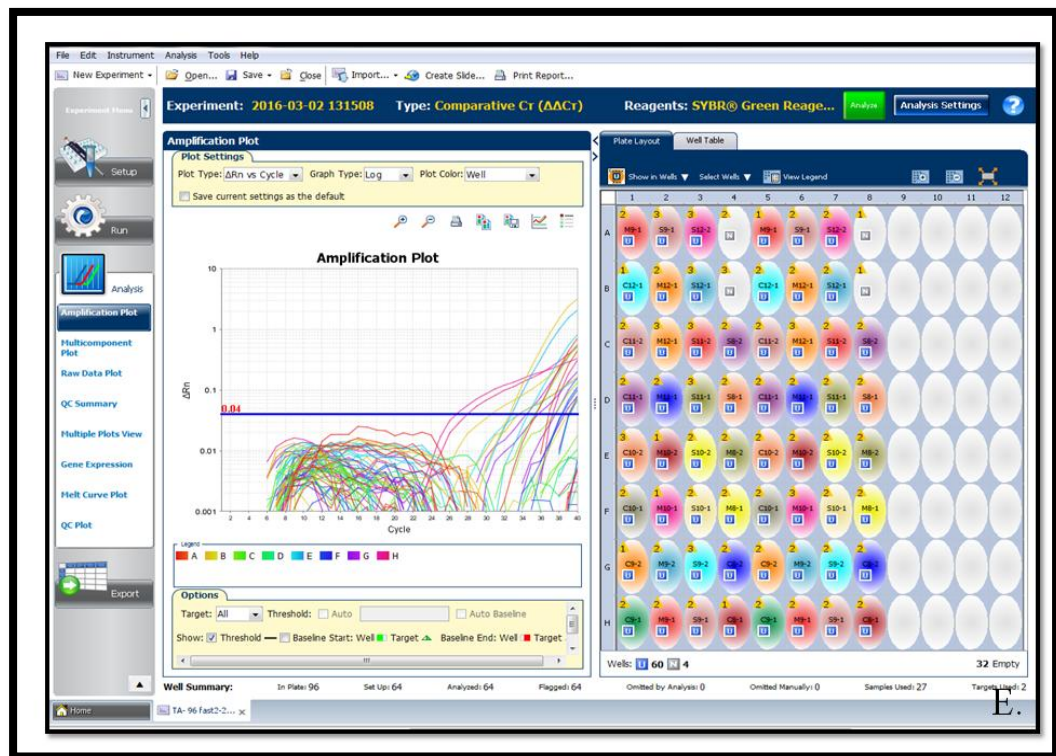 File Edit Instrument Analysis Tools Help
New Experiment Open... Save Close Import... Create Slide... Print Report...
Experiment Menu
Experiment: 2016-03-02 131508 Type: Comparative CT (ΔΔCT) Reagents: SYBR® Green Reage... Analyze Analysis Settings ?
Setup
Run
Analysis
Amplification Plot
Multicomponent
Plot
Raw Data Plot
QC Summary
Multiple Plots View
Gene Expression
Melt Curve Plot
QC Plot
Export
Amplification Plot
Plot Settings
Plot Type: ΔRn vs Cycle Graph Type: Log Plot Color: Well
Save current settings as the default
Amplification Plot
10
1
0.1
0.04
0.01
0.001
ΔRn
2 4 6 8 10 12 14 16 18 20 22 24 26 28 30 32 34 36 38 40
Cycle
Legend
A B C D E F G H
Options
Target: All Threshold: Auto Auto Baseline
Show: Threshold Baseline Start: Well Target Baseline End: Well Target
Plate Layout Well Table
Show in Wells Select Wells View Legend
1 2 3 4 5 6 7 8 9 10 11 12
A M9-1 S9-1 S12-2 N M9-1 S9-1 S12-2 N
B C12-1 M12-1 S12-1 N C12-1 M12-1 S12-1 N
C C11-2 M12-1 S11-2 S8-2 C11-2 M12-1 S11-2 S8-2
D C11-1 S11-1 S8-1 C11-1 S11-1 S8-1
E C10-2 M10-2 S10-2 M8-2 C10-2 M10-2 S10-2 M8-2
F C10-1 M10-1 S10-1 M8-1 C10-1 M10-1 S10-1 M8-1
G C9-2 M9-2 S9-2 C8-2 C9-2 M9-2 S9-2 C8-2
H C9-1 M9-1 S9-1 C8-1 C9-1 M9-1 S9-1 C8-1
Wells: U 60 N 4 32 Empty
Well Summary: In Plate: 96 Set Up: 64 Analyzed: 64 Flagged: 64 Omitted by Analysis: 0 Omitted Manually: 0 Samples Used: 27 Targets Used: 2
Home TA- 96 fast2-2... x
E.